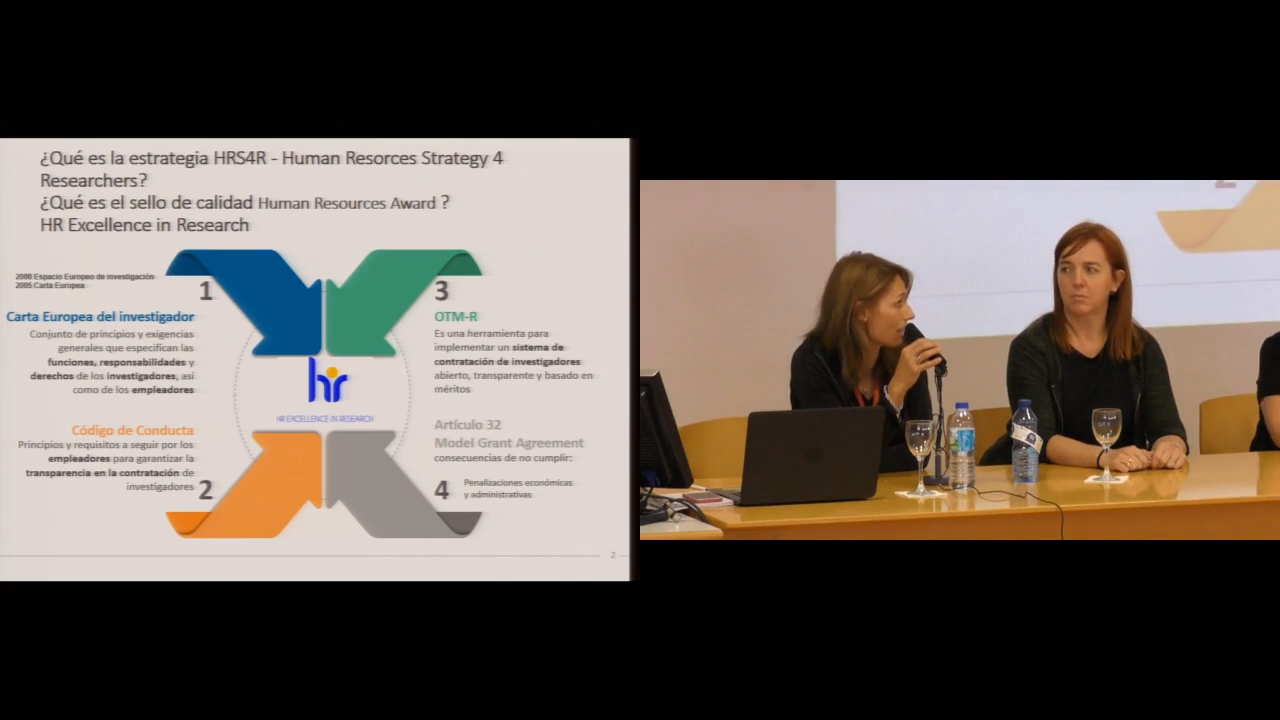 ¿Qué es la estrategia HRS4R - Human Resorces Strategy 4
Researchers?
¿Qué es el sello de calidad Human Resources Award ?
HR Excellence in Research
2000 Espacio Europeo de investigación
2005 Carta Europea
1
Carta Europea del investigador
Conjunto de principios y exigencias
generales que especifican las
funciones, responsabilidades y
derechos de los investigadores, así
como de los empleadores
Código de Conducta
Principios y requisitos a seguir por los
empleadores para garantizar la
transparencia en la contratación de
investigadores
2
hr
HR EXCELLENCE IN RESEARCH
3
OTM-R
Es una herramienta para
implementar un sistema de
contratación de investigadores
abierto, transparente y basado en
méritos
Artículo 32
Model Grant Agreement
consecuencias de no cumplir:
4
Penalizaciones económicas
y administrativas
2
2